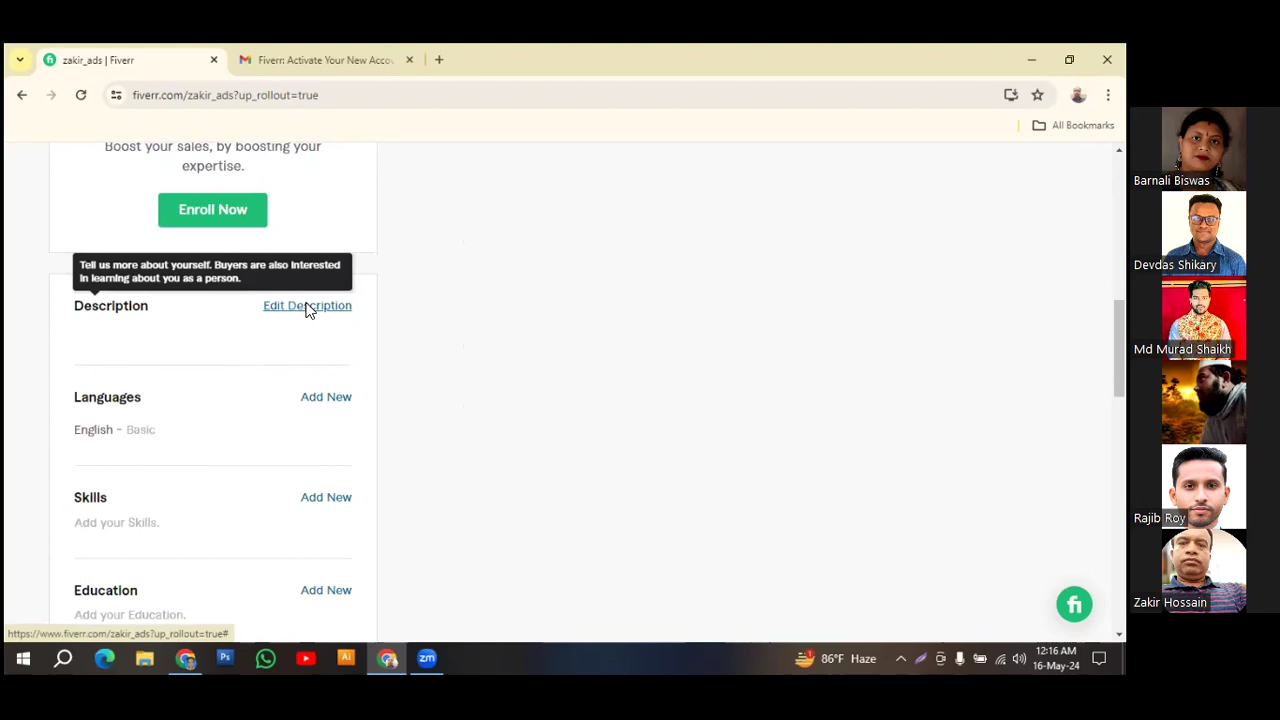 zakir_ads | Fiverr
Fiverr: Activate Your New Acco
fiverr.com/zakir_ads?up_rollout=true
All Bookmarks
Boost your sales, by boosting your
expertise.
Enroll Now
Tell us more about yourself. Buyers are also interested
in learning about you as a person.
Description
Edit Description
Languages
Add New
English - Basic
Skills
Add New
Add your Skills.
Education
Add New
Add your Education.
https://www.fiverr.com/zakir_ads?up_rollout=true#
fi
Ps
Ai
zm
86°F Haze
12:16 AM
16-May-24
Barnali Biswas
Devdas Shikary
Md Murad Shaikh
Rajib Roy
Zakir Hossain